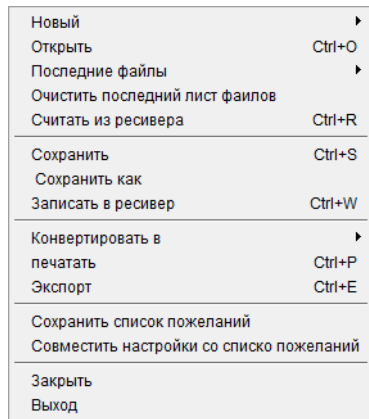 Новый
Открыть Ctrl+O
Последние файлы
Очистить последний лист фаилов
Считать из ресивера Ctrl+R
Сохранить Ctrl+S
Сохранить как
Записать в ресивер Ctrl+W
Конвертировать в
печатать Ctrl+P
Экспорт Ctrl+E
Сохранить список пожеланий
Совместить настройки со списко пожеланий
Закрыть
Выход